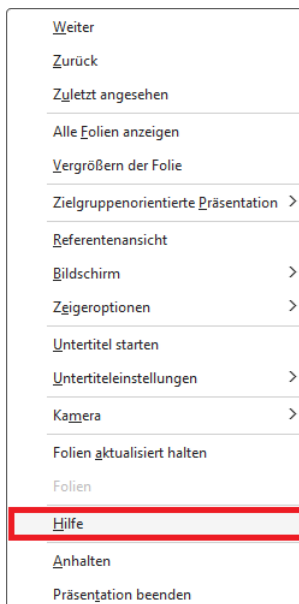 Weiter
Zurück
Zuletzt angesehen
Alle Folien anzeigen
Vergrößern der Folie
Zielgruppenorientierte Präsentation
Referentenansicht
Bildschirm
Zeigeroptionen
Untertitel starten
Untertiteleinstellungen
Kamera
Folien aktualisiert halten
Folien
Hilfe
Anhalten
Präsentation beenden